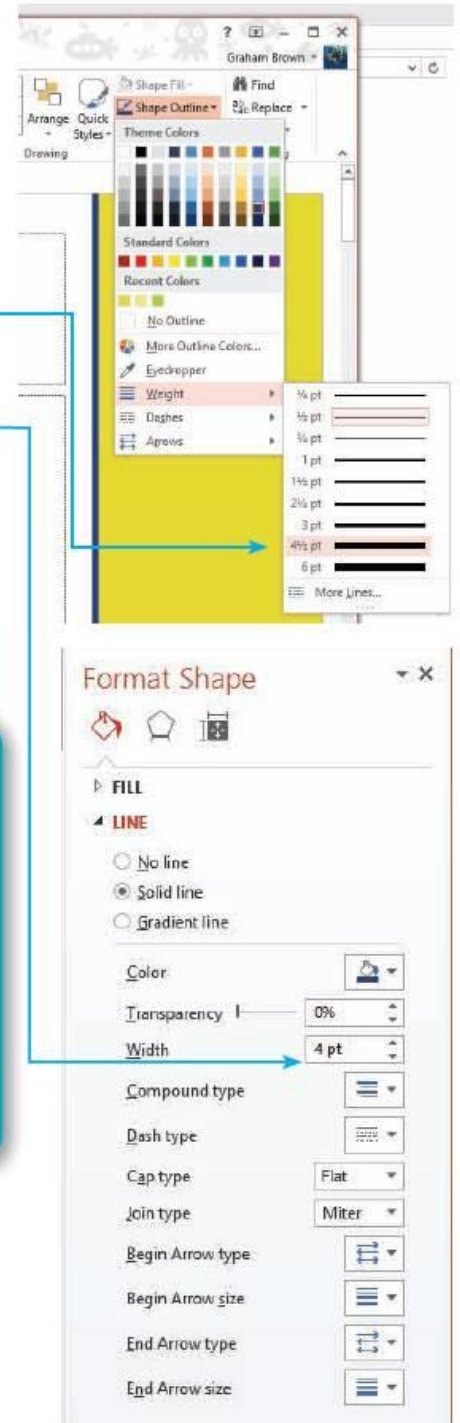 ?
Graham Brown
Arrange
Quick
Styles
Shape Fill
Shape Outline
Find
Replace
Drawing
Theme Colors
Standard Colors
Recent Colors
No Outline
More Outline Colors...
Eyedropper
Weight
Dashes
Arrows
¼ pt
½ pt
¾ pt
1 pt
1½ pt
2¼ pt
3 pt
4½ pt
6 pt
More Lines...
Format Shape
FILL
LINE
No line
Solid line
Gradient line
Color
Transparency 0%
Width 4 pt
Compound type
Dash type
Cap type Flat
Join type Miter
Begin Arrow type
Begin Arrow size
End Arrow type
End Arrow size